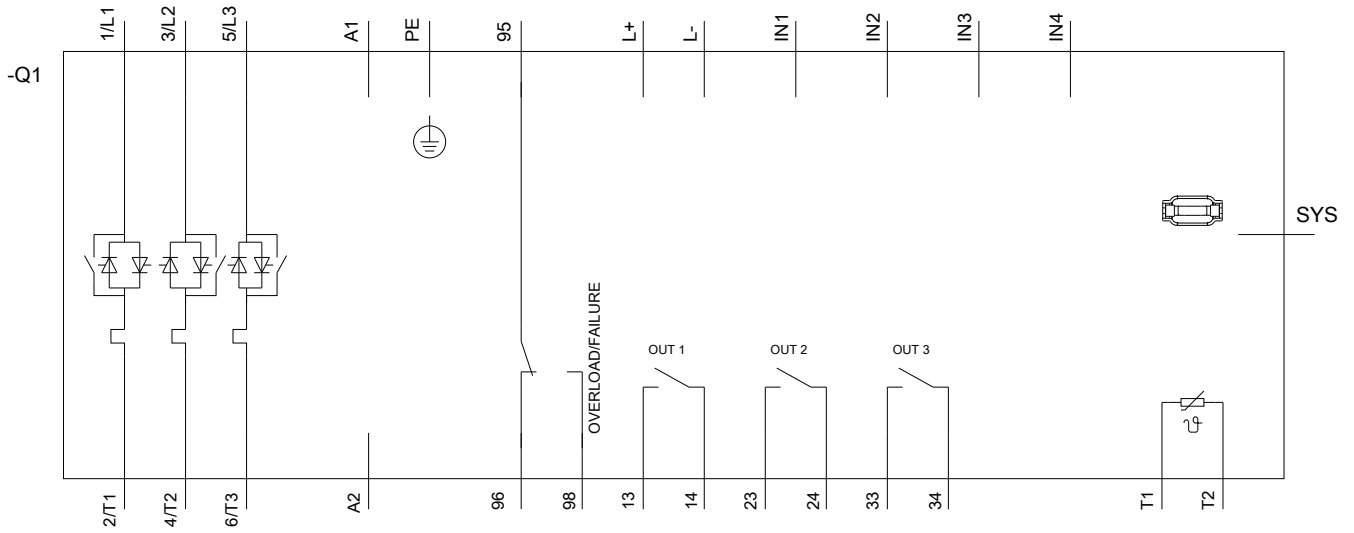 1/L1
3/L2
5/L3
A1
PE
95
L+
L-
IN1
IN2
IN3
IN4
-Q1
SYS
OVERLOAD/FAILURE
OUT 1
OUT 2
OUT 3
ϑ
2/T1
4/T2
6/T3
A2
96
98
13
14
23
24
33
34
T1
T2